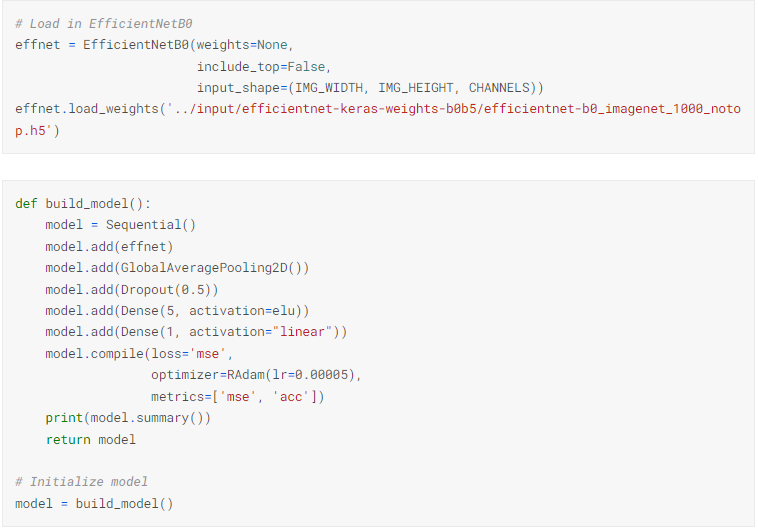 # Load in EfficientNetB0
effnet = EfficientNetB0(weights=None,
                        include_top=False,
                        input_shape=(IMG_WIDTH, IMG_HEIGHT, CHANNELS))
effnet.load_weights('../input/efficientnet-keras-weights-b0b5/efficientnet-b0_imagenet_1000_noto
p.h5')
def build_model():
    model = Sequential()
    model.add(effnet)
    model.add(GlobalAveragePooling2D())
    model.add(Dropout(0.5))
    model.add(Dense(5, activation=elu))
    model.add(Dense(1, activation="linear"))
    model.compile(loss='mse',
                  optimizer=RAdam(lr=0.00005),
                  metrics=['mse', 'acc'])
    print(model.summary())
    return model
# Initialize model
model = build_model()